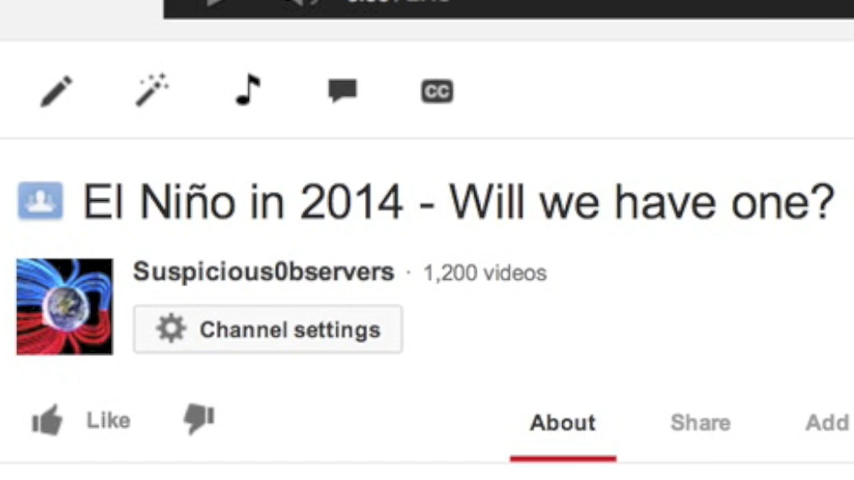 CC
El Niño in 2014 - Will we have one?
Suspicious0bservers · 1,200 videos
Channel settings
Like
About Share Add